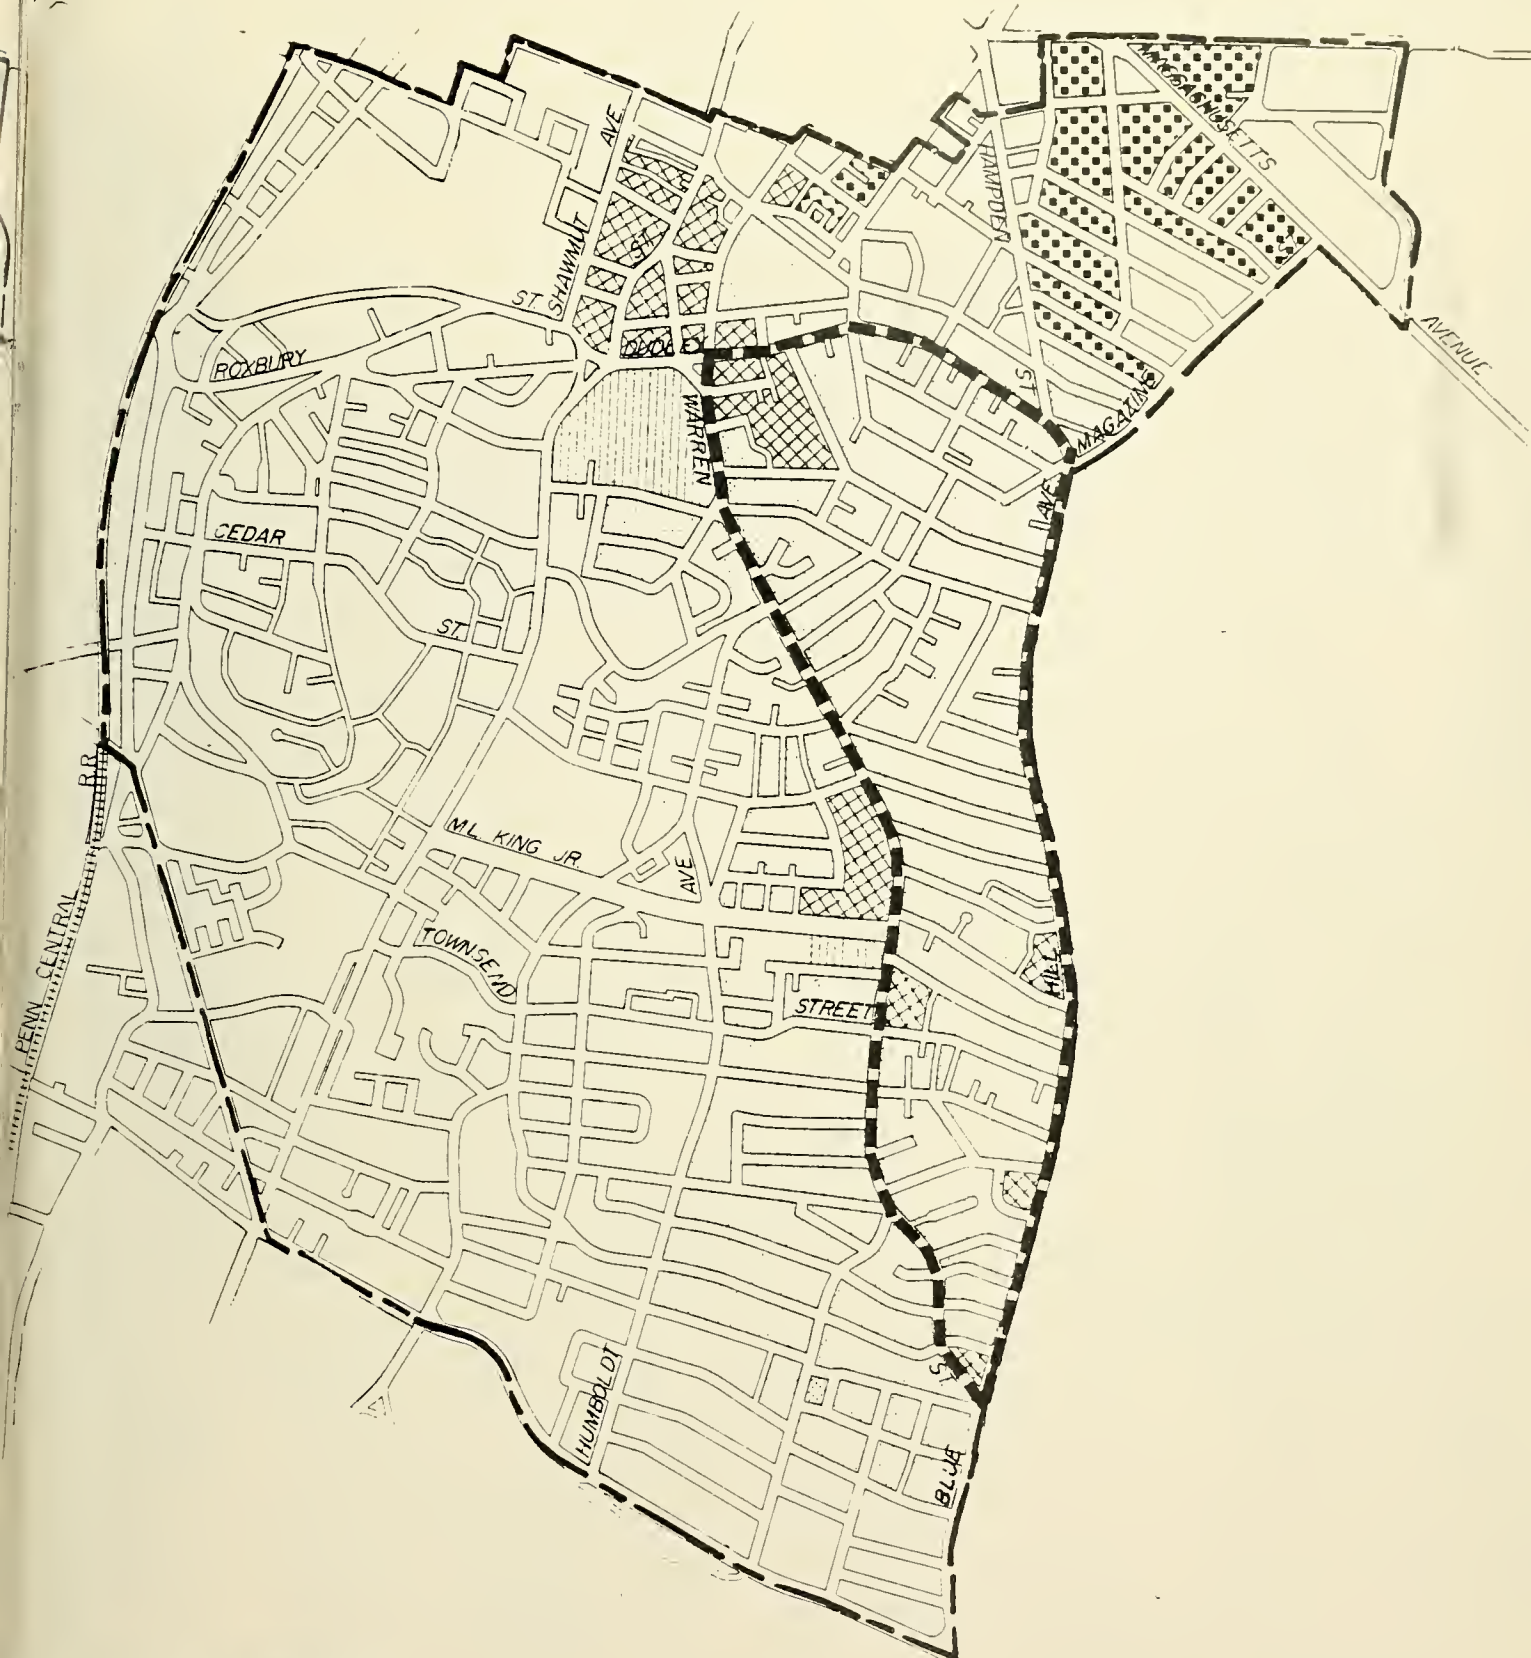 MASSACHUSETTS
AVE.
HAMPDEN
SHAWMUT
ST.
ST.
ST.
AVENUE
DUDLEY
ROXBURY
ST.
WARREN
MAGAZINE
AVE.
CEDAR
ST.
R.R.
M.L. KING JR.
AVE
PENN CENTRAL
TOWNSEND
HILL
STREET
ST.
HUMBOLDT
BLUE